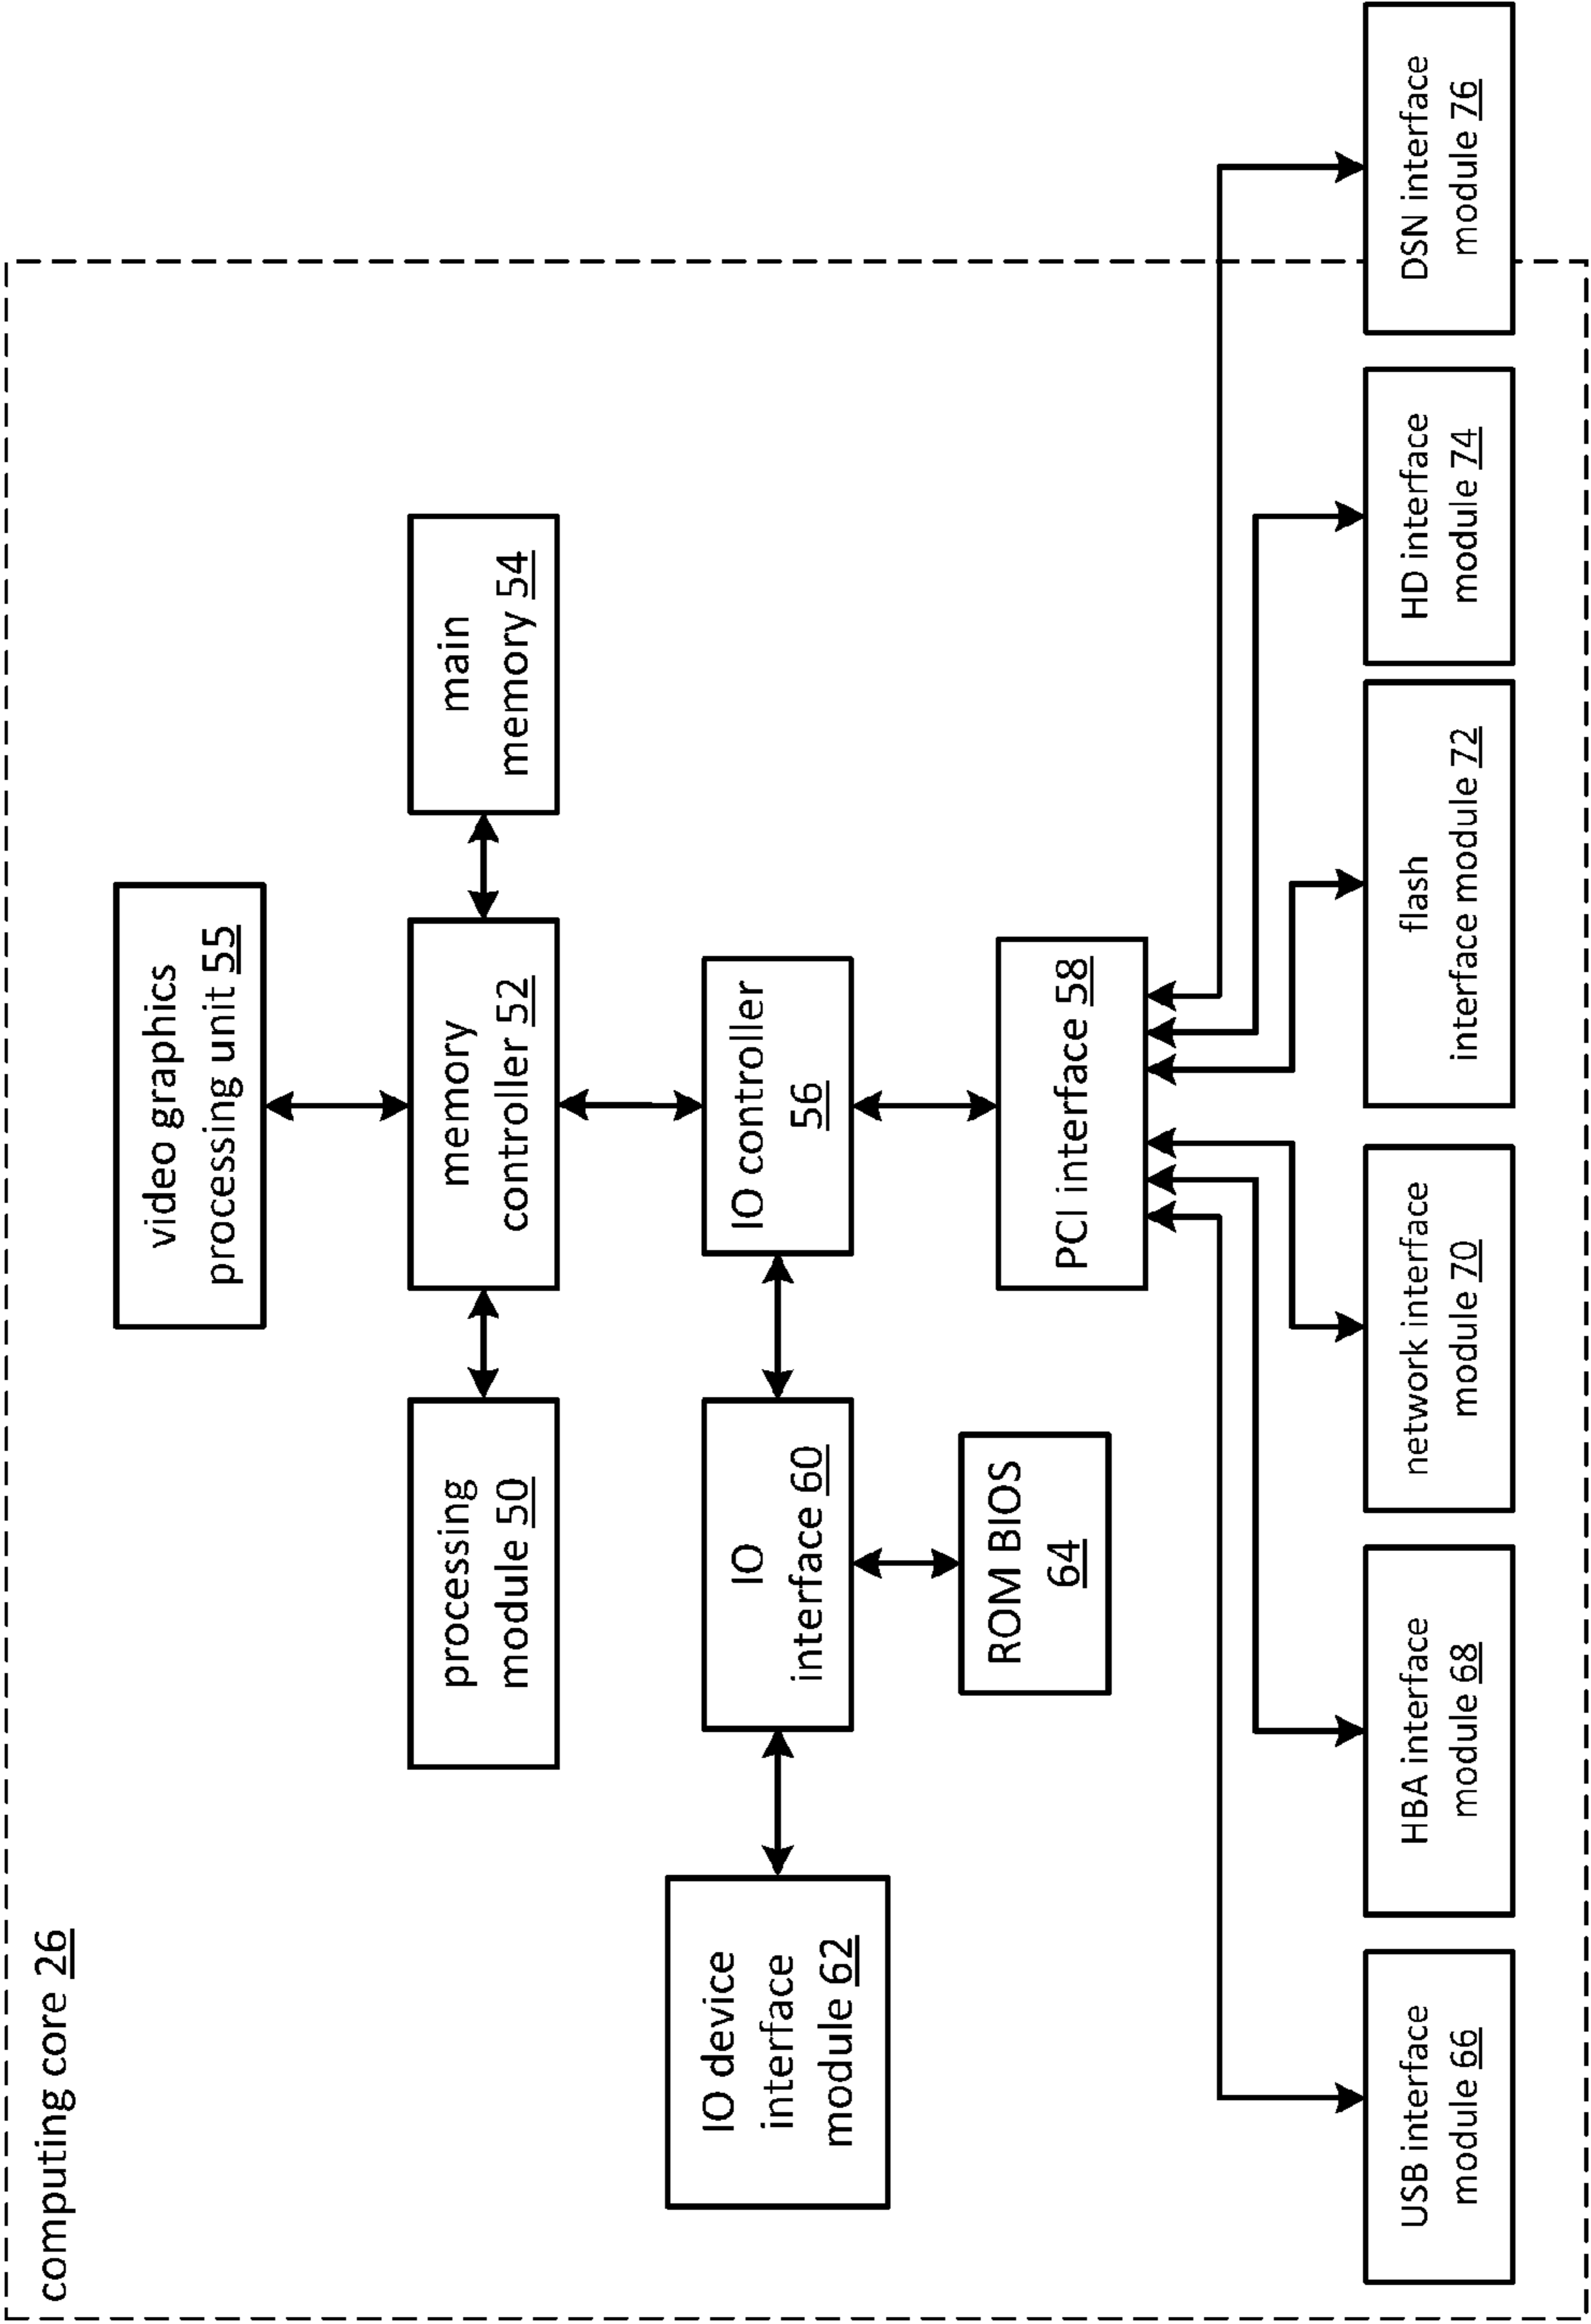 computing core 26
video graphics
processing unit 55
processing
module 50
memory
controller 52
main
memory 54
IO device
interface
module 62
IO
interface 60
IO controller
56
ROM BIOS
64
PCI interface 58
USB interface
module 66
HBA interface
module 68
network interface
module 70
flash
interface module 72
HD interface
module 74
DSN interface
module 76